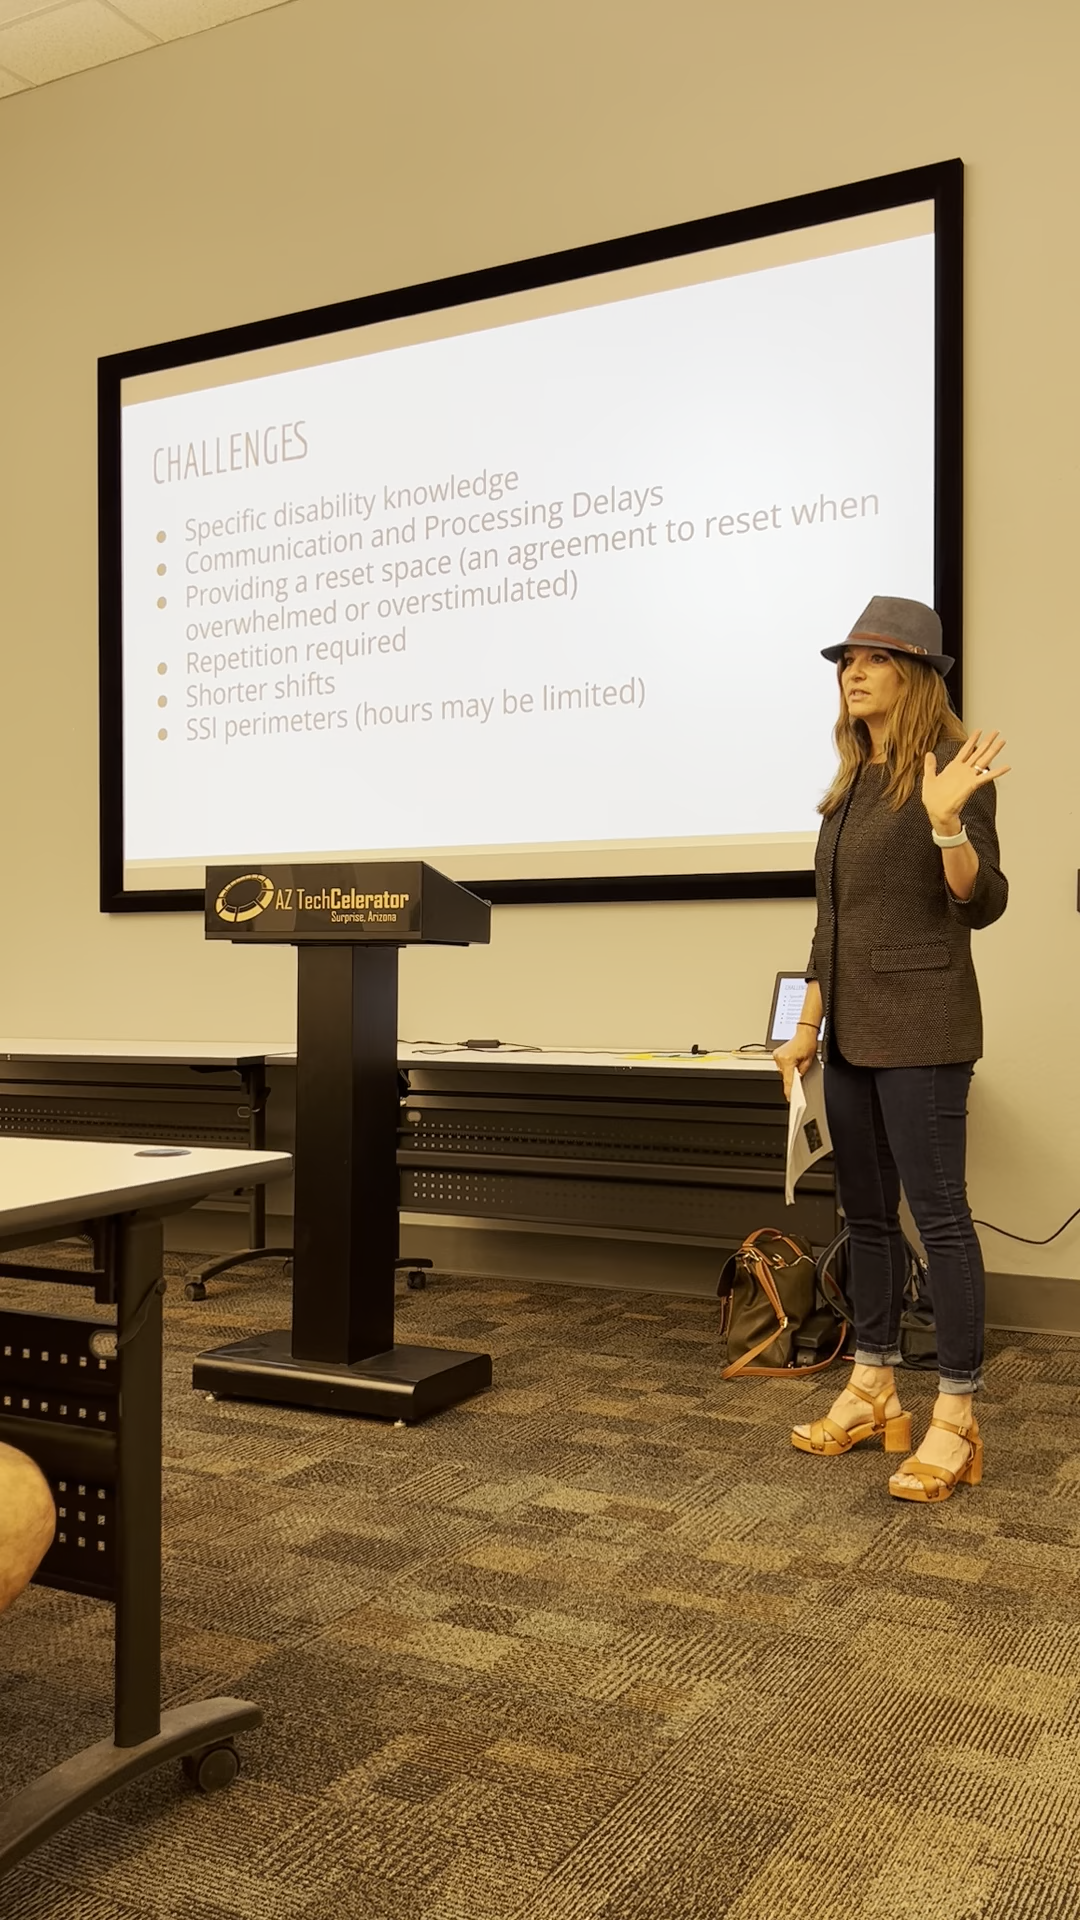 CHALLENGES
● Specific disability knowledge
● Communication and Processing Delays
● Providing a reset space (an agreement to reset when
overwhelmed or overstimulated)
● Repetition required
● Shorter shifts
● SSI perimeters (hours may be limited)
AZ TechCelerator
Surprise, Arizona